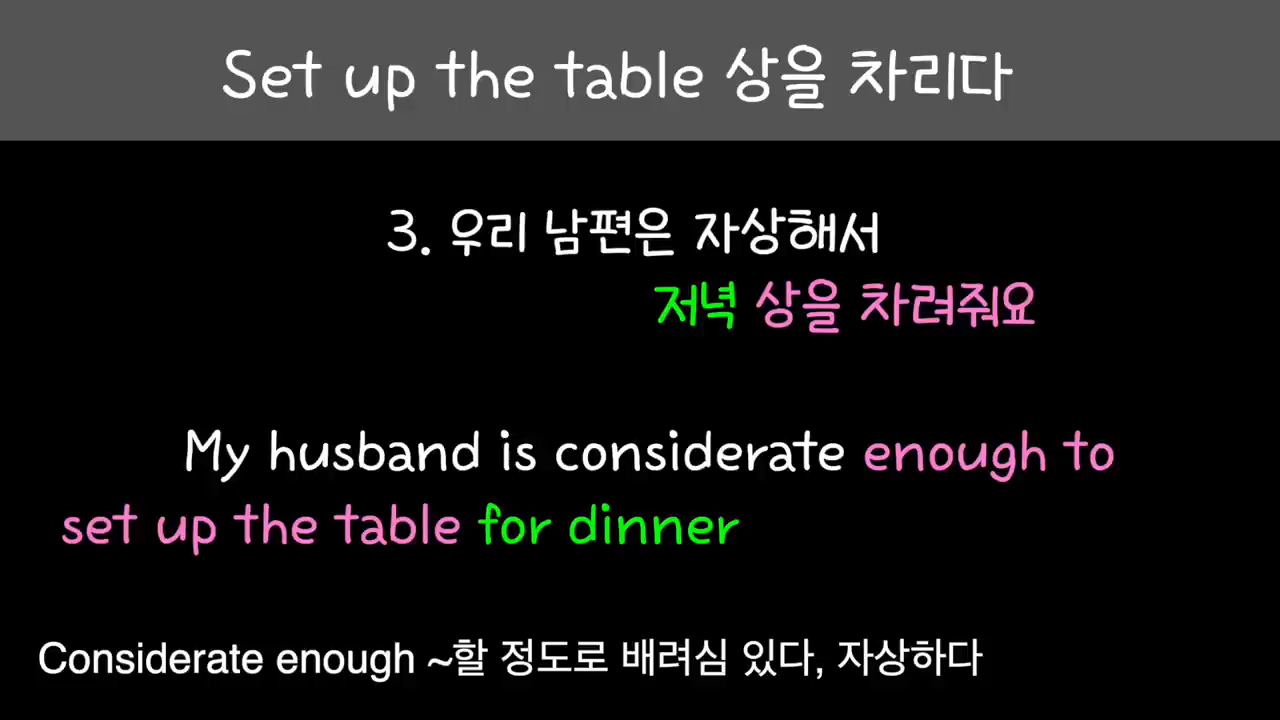 Set up the table 상을 차리다
3. 우리 남편은 자상해서
저녁 상을 차려줘요
My husband is considerate enough to
set up the table for dinner
Considerate enough ~할 정도로 배려심 있다, 자상하다